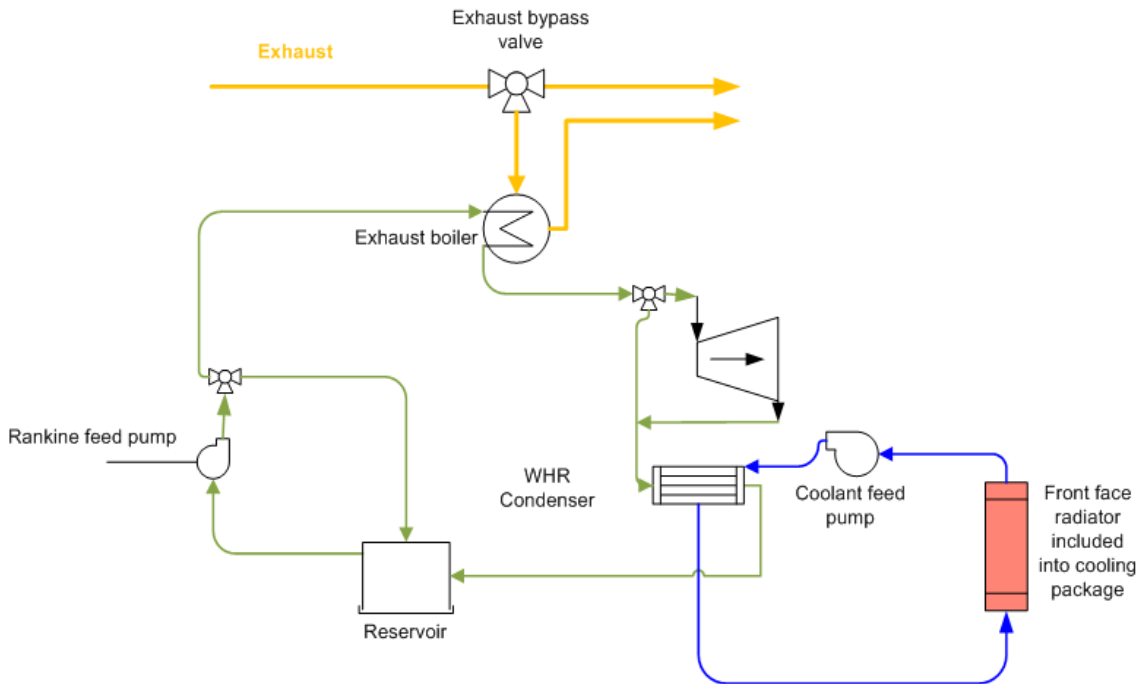 Exhaust bypass
valve
Exhaust
Exhaust boiler
Rankine feed pump
WHR
Condenser
Coolant feed
pump
Front face
radiator
included
into cooling
package
Reservoir